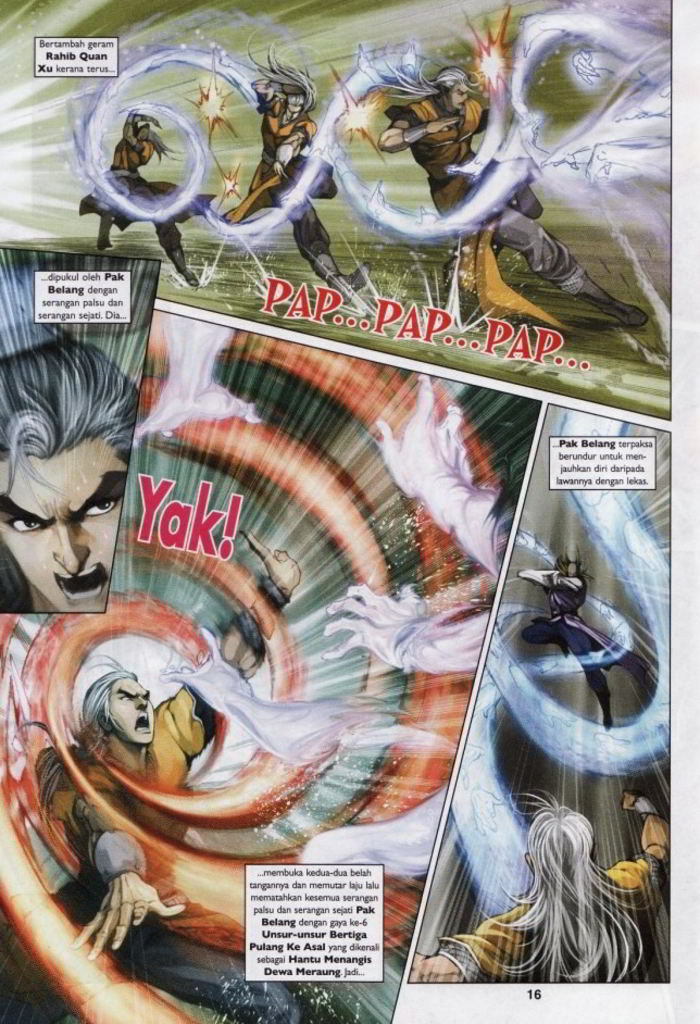 Bertambah geram
Rahib Quan
Xu kerana terus...
...dipukul oleh Pak
Belang dengan
serangan palsu dan
serangan sejati. Dia...
PAP...PAP...PAP...
Yak!
...Pak Belang terpaksa
berundur untuk men-
jauhkan diri daripada
lawannya dengan lekas.
...membuka kedua-dua belah
tangannya dan memutar laju lalu
mematahkan kesemua serangan
palsu dan serangan sejati Pak
Belang dengan gaya ke-6
Unsur-unsur Bertiga
Pulang Ke Asal yang dikenali
sebagai Hantu Menangis
Dewa Meraung. Jadi...
16